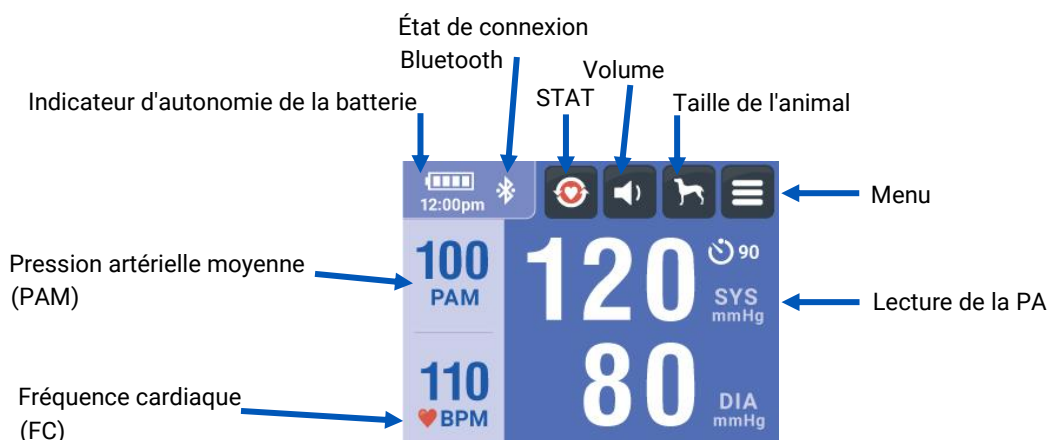 État de connexion
Bluetooth
Volume
Indicateur d'autonomie de la batterie
STAT
Taille de l'animal
12:00pm
Menu
Pression artérielle moyenne
(PAM)
100
PAM
120
90
SYS
mmHg
Lecture de la PA
Fréquence cardiaque
(FC)
110
BPM
80
DIA
mmHg